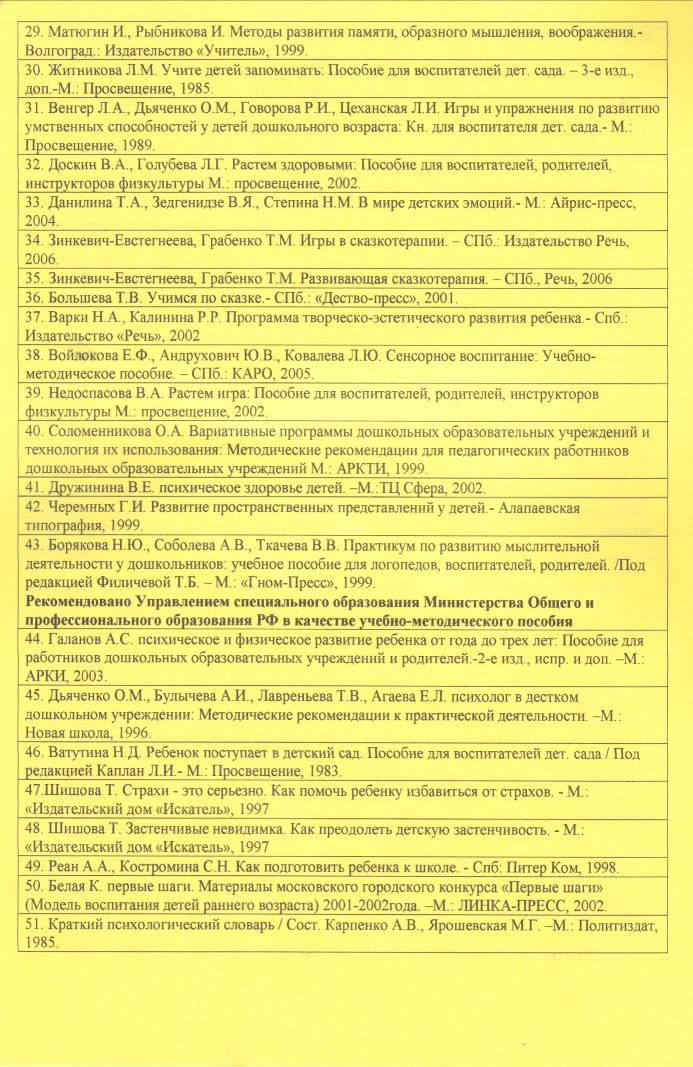 29. Матюгин И., Рыбникова И. Методы развития памяти, образного мышления, воображения.-
Волгоград.: Издательство «Учитель», 1999.
30. Житникова Л.М. Учите детей запоминать: Пособие для воспитателей дет. сада. – 3-е изд.,
доп.-М.: Просвещение, 1985.
31. Венгер Л.А., Дьяченко О.М., Говорова Р.И., Цеханская Л.И. Игры и упражнения по развитию
умственных способностей у детей дошкольного возраста: Кн. для воспитателя дет. сада.- М.:
Просвещение, 1989.
32. Доскин В.А., Голубева Л.Г. Растем здоровыми: Пособие для воспитателей, родителей,
инструкторов физкультуры М.: просвещение, 2002.
33. Данилина Т.А., Зедгенидзе В.Я., Степина Н.М. В мире детских эмоций.- М.: Айрис-пресс,
2004.
34. Зинкевич-Евстегнеева, Грабенко Т.М. Игры в сказкотерапии. – СПб.: Издательство Речь,
2006.
35. Зинкевич-Евстегнеева, Грабенко Т.М. Развивающая сказкотерапия. – СПб., Речь, 2006
36. Большева Т.В. Учимся по сказке.- СПб.: «Дество-пресс», 2001.
37. Варки Н.А., Калинина Р.Р. Программа творческо-эстетического развития ребенка.- Спб.:
Издательство «Речь», 2002
38. Войлокова Е.Ф., Андрухович Ю.В., Ковалева Л.Ю. Сенсорное воспитание: Учебно-
методическое пособие. – СПб.: КАРО, 2005.
39. Недоспасова В.А. Растем игра: Пособие для воспитателей, родителей, инструкторов
физкультуры М.: просвещение, 2002.
40. Соломенникова О.А. Вариативные программы дошкольных образовательных учреждений и
технология их использования: Методические рекомендации для педагогических работников
дошкольных образовательных учреждений М.: АРКТИ, 1999.
41. Дружинина В.Е. психическое здоровье детей. –М.:ТЦ Сфера, 2002.
42. Черемных Г.И. Развитие пространственных представлений у детей.- Алапаевская
типография, 1999.
43. Борякова Н.Ю., Соболева А.В., Ткачева В.В. Практикум по развитию мыслительной
деятельности у дошкольников: учебное пособие для логопедов, воспитателей, родителей. /Под
редакцией Филичевой Т.Б. – М.: «Гном-Пресс», 1999.
Рекомендовано Управлением специального образования Министерства Общего и
профессионального образования РФ в качестве учебно-методического пособия
44. Галанов А.С. психическое и физическое развитие ребенка от года до трех лет: Пособие для
работников дошкольных образовательных учреждений и родителей.-2-е изд., испр. и доп. –М.:
АРКИ, 2003.
45. Дьяченко О.М., Булычева А.И., Лавреньева Т.В., Агаева Е.Л. психолог в дестком
дошкольном учреждении: Методические рекомендации к практической деятельности. –М.:
Новая школа, 1996.
46. Ватутина Н.Д. Ребенок поступает в детский сад. Пособие для воспитателей дет. сада / Под
редакцией Каплан Л.И.- М.: Просвещение, 1983.
47.Шишова Т. Страхи - это серьезно. Как помочь ребенку избавиться от страхов. - М.:
«Издательский дом «Искатель», 1997
48. Шишова Т. Застенчивые невидимка. Как преодолеть детскую застенчивость. - М.:
«Издательский дом «Искатель», 1997
49. Реан А.А., Костромина С.Н. Как подготовить ребенка к школе. - Спб: Питер Ком, 1998.
50. Белая К. первые шаги. Материалы московского городского конкурса «Первые шаги»
(Модель воспитания детей раннего возраста) 2001-2002года. –М.: ЛИНКА-ПРЕСС, 2002.
51. Краткий психологический словарь / Сост. Карпенко А.В., Ярошевская М.Г. –М.: Политиздат,
1985.